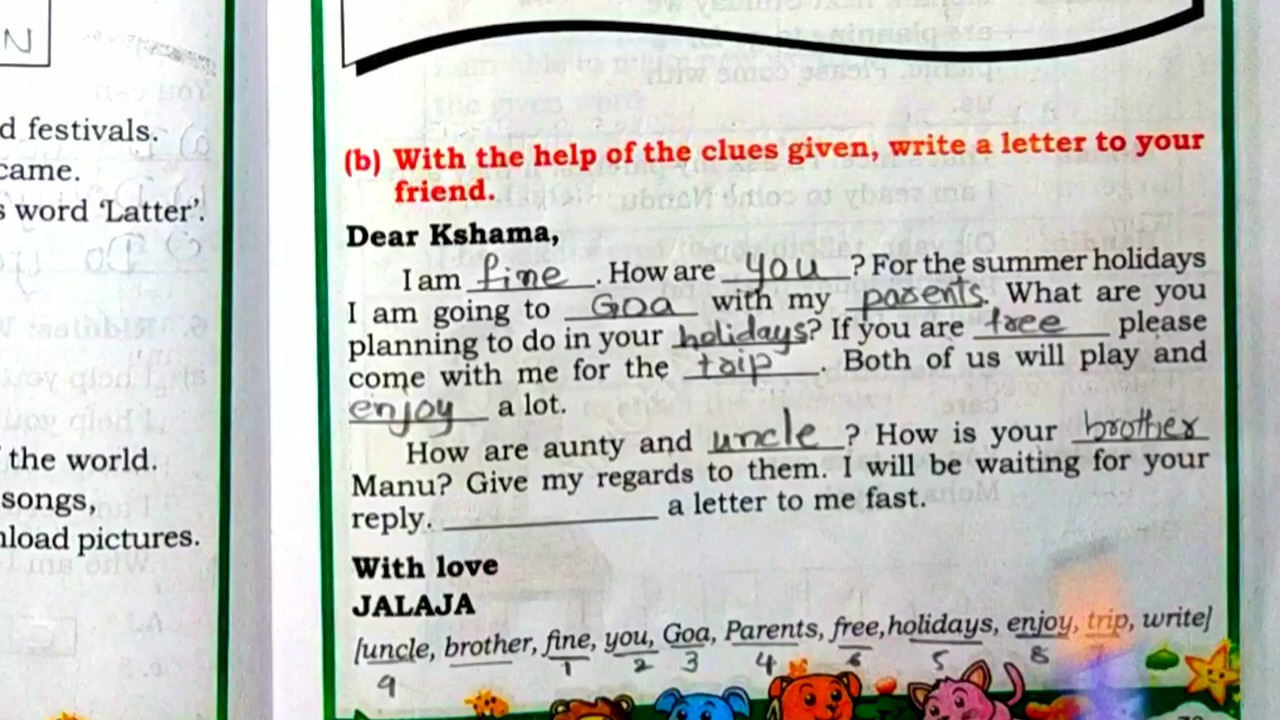 N
d festivals.
came.
s word ‘Latter’.
the world.
songs,
nload pictures.
(b) With the help of the clues given, write a letter to your
friend.
Dear Kshama,
I am fine . How are you ? For the summer holidays
I am going to Goa with my parents. What are you
planning to do in your holidays? If you are free please
come with me for the trip . Both of us will play and
enjoy a lot.
How are aunty and uncle ? How is your brother
Manu? Give my regards to them. I will be waiting for your
reply. ____________ a letter to me fast.
With love
JALAJA
[uncle, brother, fine, you, Goa, Parents, free, holidays, enjoy, trip, write]
9 1 2 3 4 6 5 8 7